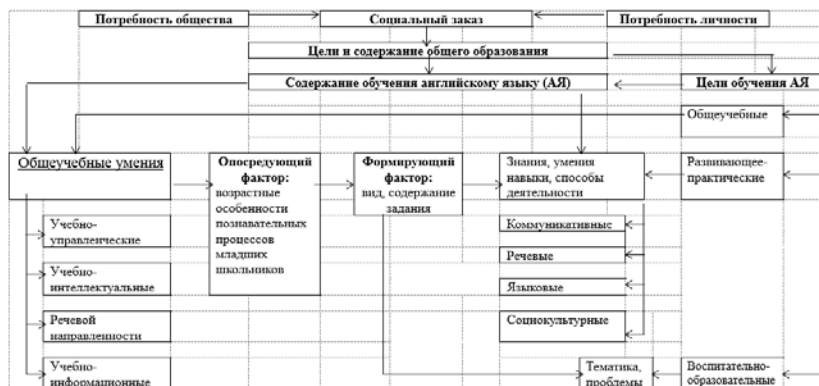 Потребность общества
Социальный заказ
Потребность личности
Цели и содержание общего образования
Содержание обучения английскому языку (АЯ)
Цели обучения АЯ
Общеучебные
Общеучебные умения
Опосредующий
фактор:
возрастные
особенности
познавательных
процессов
младших
школьников
Формирующий
фактор:
вид, содержание
задания
Знания, умения
навыки, способы
деятельности
Развивающее-
практические
Учебно-
управленческие
Учебно-
интеллектуальные
Речевой
направленности
Учебно-
информационные
Коммуникативные
Речевые
Языковые
Социокультурные
Тематика,
проблемы
Воспитательно-
образовательные